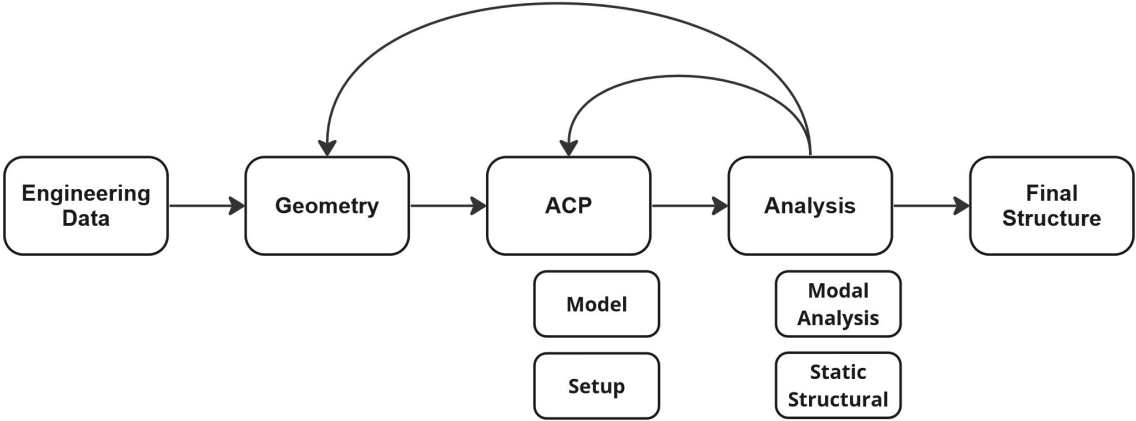 Engineering
Data
Geometry
ACP
Analysis
Final
Structure
Model
Modal
Analysis
Setup
Static
Structural